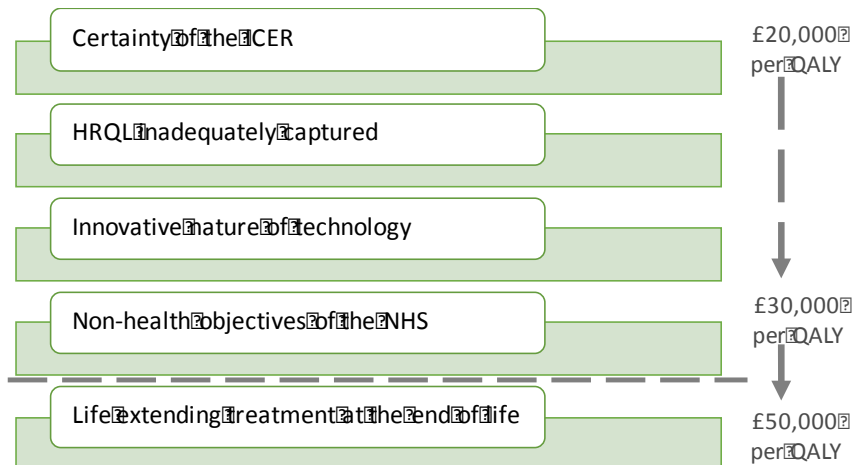 Certainty of the ICER
£20,000
per QALY
HRQL inadequately captured
Innovative nature of technology
Non-health objectives of the NHS
£30,000
per QALY
Life extending treatment at the end of life
£50,000
per QALY